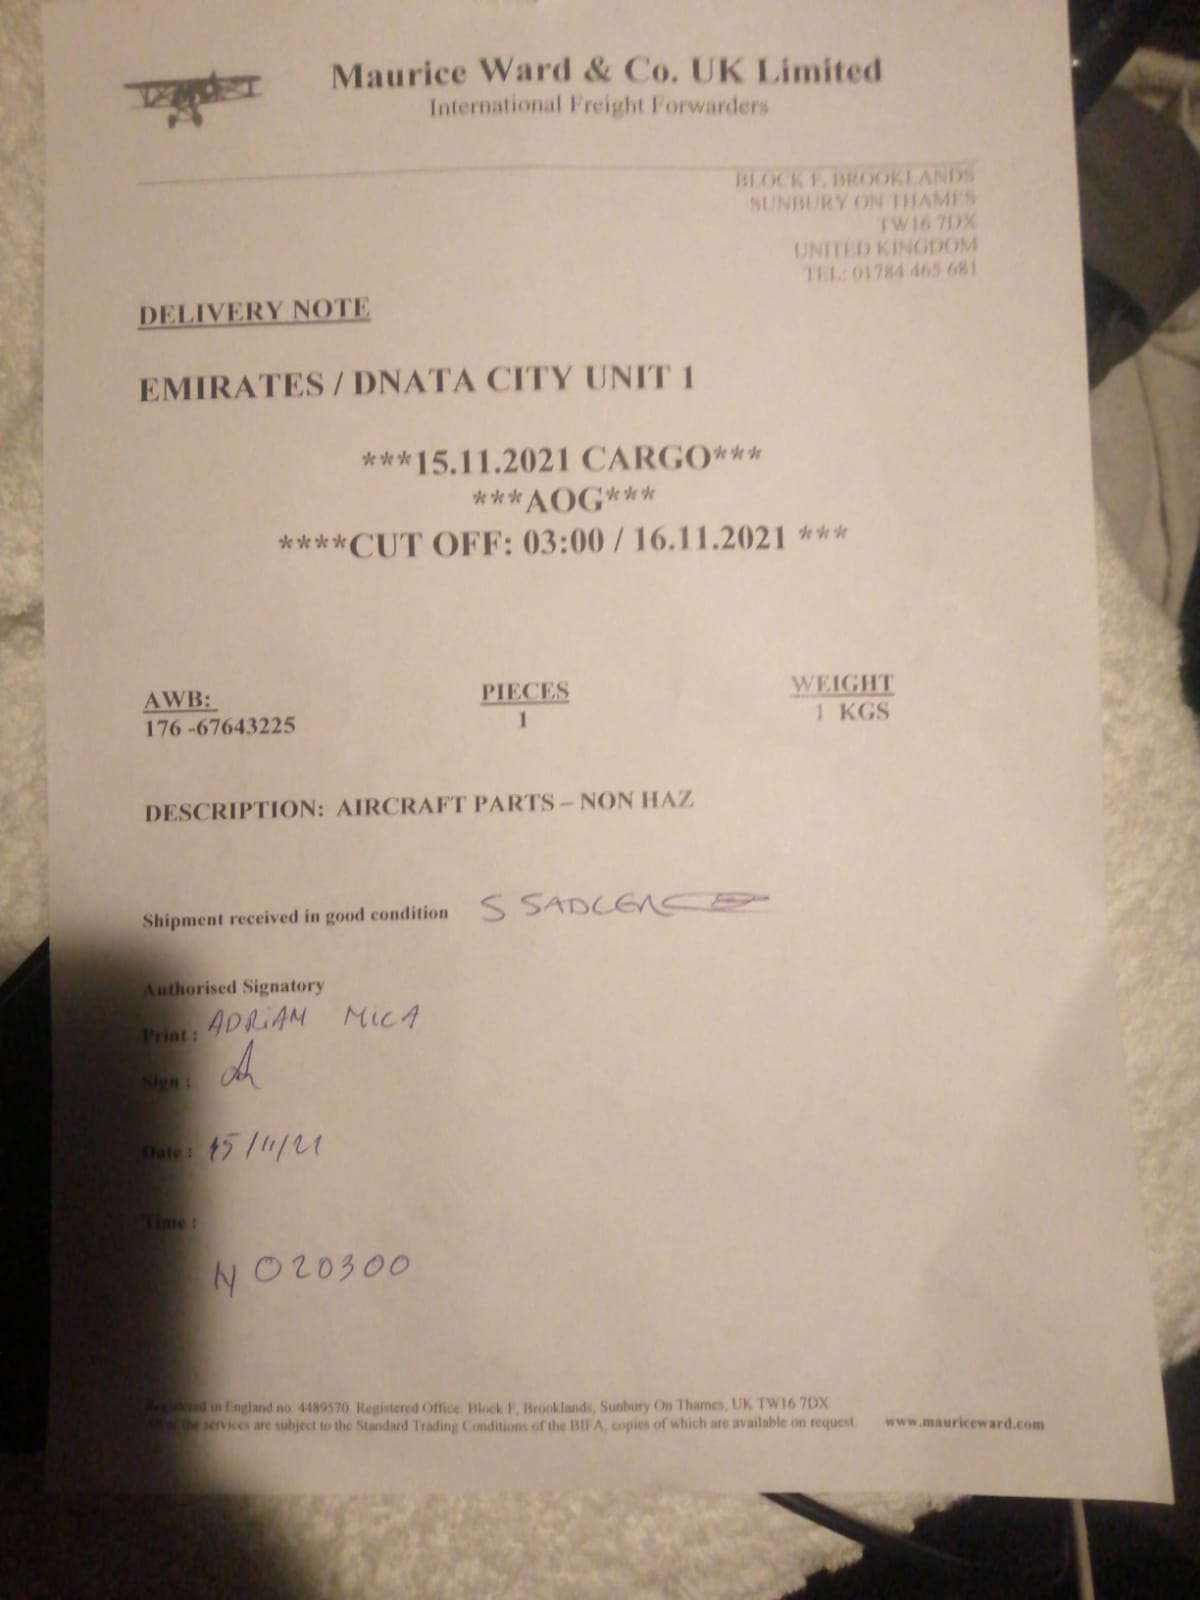 Maurice Ward & Co. UK Limited
International Freight Forwarders
BLOCK F, BROOKLANDS
SUNBURY ON THAMES
TW16 7DX
UNITED KINGDOM
TEL: 01784 465 681
DELIVERY NOTE
EMIRATES / DNATA CITY UNIT 1
***15.11.2021 CARGO***
***AOG***
****CUT OFF: 03:00 / 16.11.2021 ***
AWB: PIECES WEIGHT
176 -67643225 1 1 KGS
DESCRIPTION: AIRCRAFT PARTS – NON HAZ
Shipment received in good condition S SADLER
Authorised Signatory
Print : ADRIAN MICA
Sign :
Date : 15/11/21
Time :
020300
Registered in England no. 4489570. Registered Office: Block F, Brooklands, Sunbury On Thames, UK TW16 7DX
All of the services are subject to the Standard Trading Conditions of the BIFA, copies of which are available on request. www.mauriceward.com